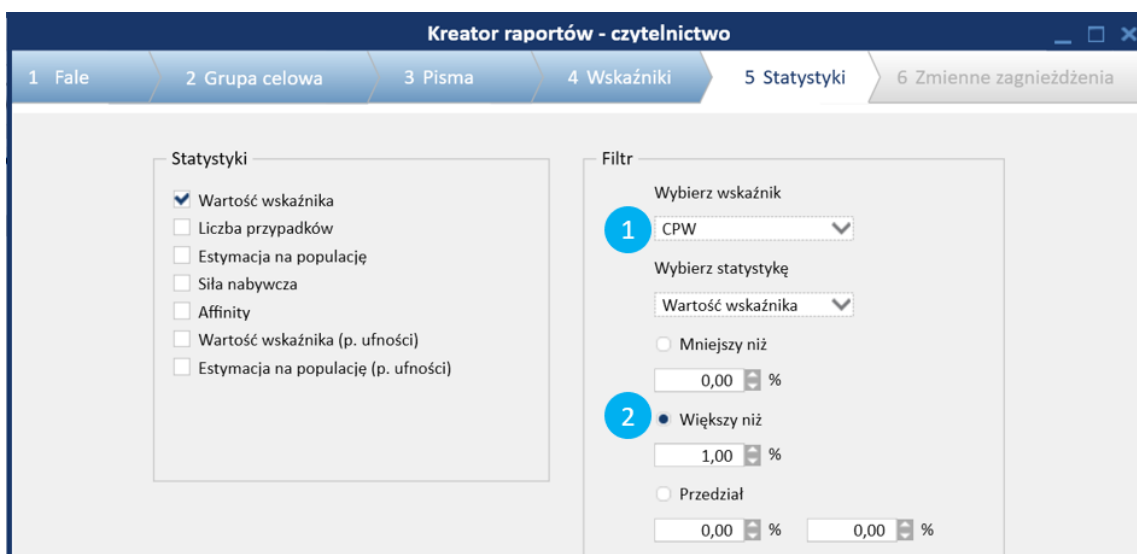 Kreator raportów - czytelnictwo
1 Fale
2 Grupa celowa
3 Pisma
4 Wskaźniki
5 Statystyki
6 Zmienne zagnieżdżenia
Statystyki
Wartość wskaźnika
Liczba przypadków
Estymacja na populację
Siła nabywcza
Affinity
Wartość wskaźnika (p. ufności)
Estymacja na populację (p. ufności)
Filtr
Wybierz wskaźnik
1 CPW
Wybierz statystykę
Wartość wskaźnika
Mniejszy niż
0,00 %
2 Większy niż
1,00 %
Przedział
0,00 % 0,00 %